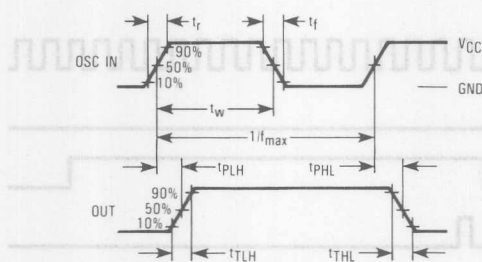 tr
tf
90%
50%
10%
OSC IN
VCC
GND
tw
1/fmax
tPLH
tPHL
90%
50%
10%
OUT
tTLH
tTHL